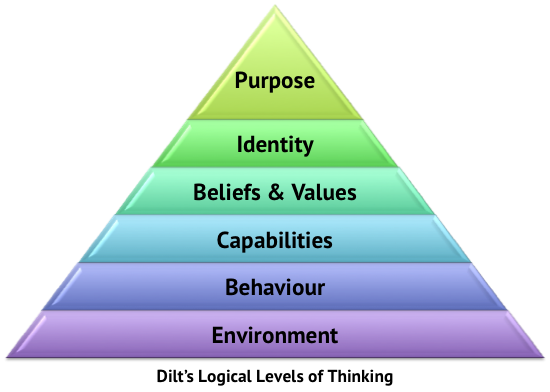 Purpose
Identity
Beliefs & Values
Capabilities
Behaviour
Environment
Dilt's Logical Levels of Thinking